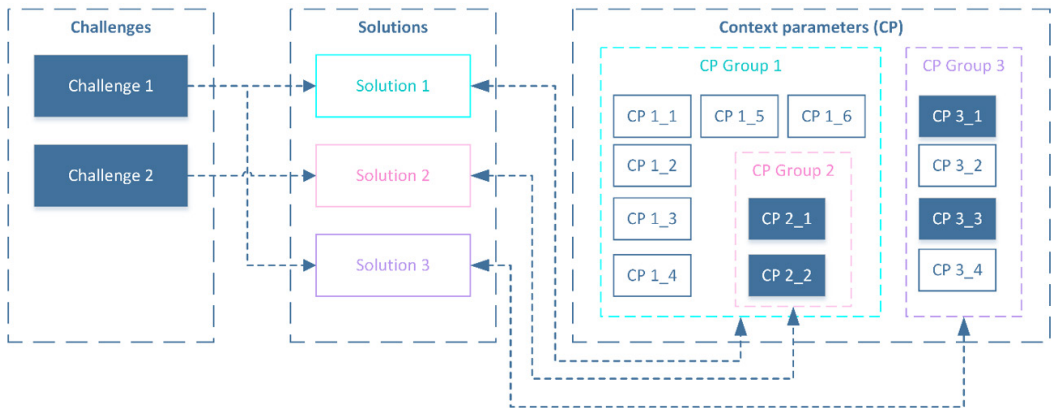 Challenges
Challenge 1
Challenge 2
Solutions
Solution 1
Solution 2
Solution 3
Context parameters (CP)
CP Group 1
CP 1_1
CP 1_5
CP 1_6
CP 1_2
CP 1_3
CP 1_4
CP Group 2
CP 2_1
CP 2_2
CP Group 3
CP 3_1
CP 3_2
CP 3_3
CP 3_4